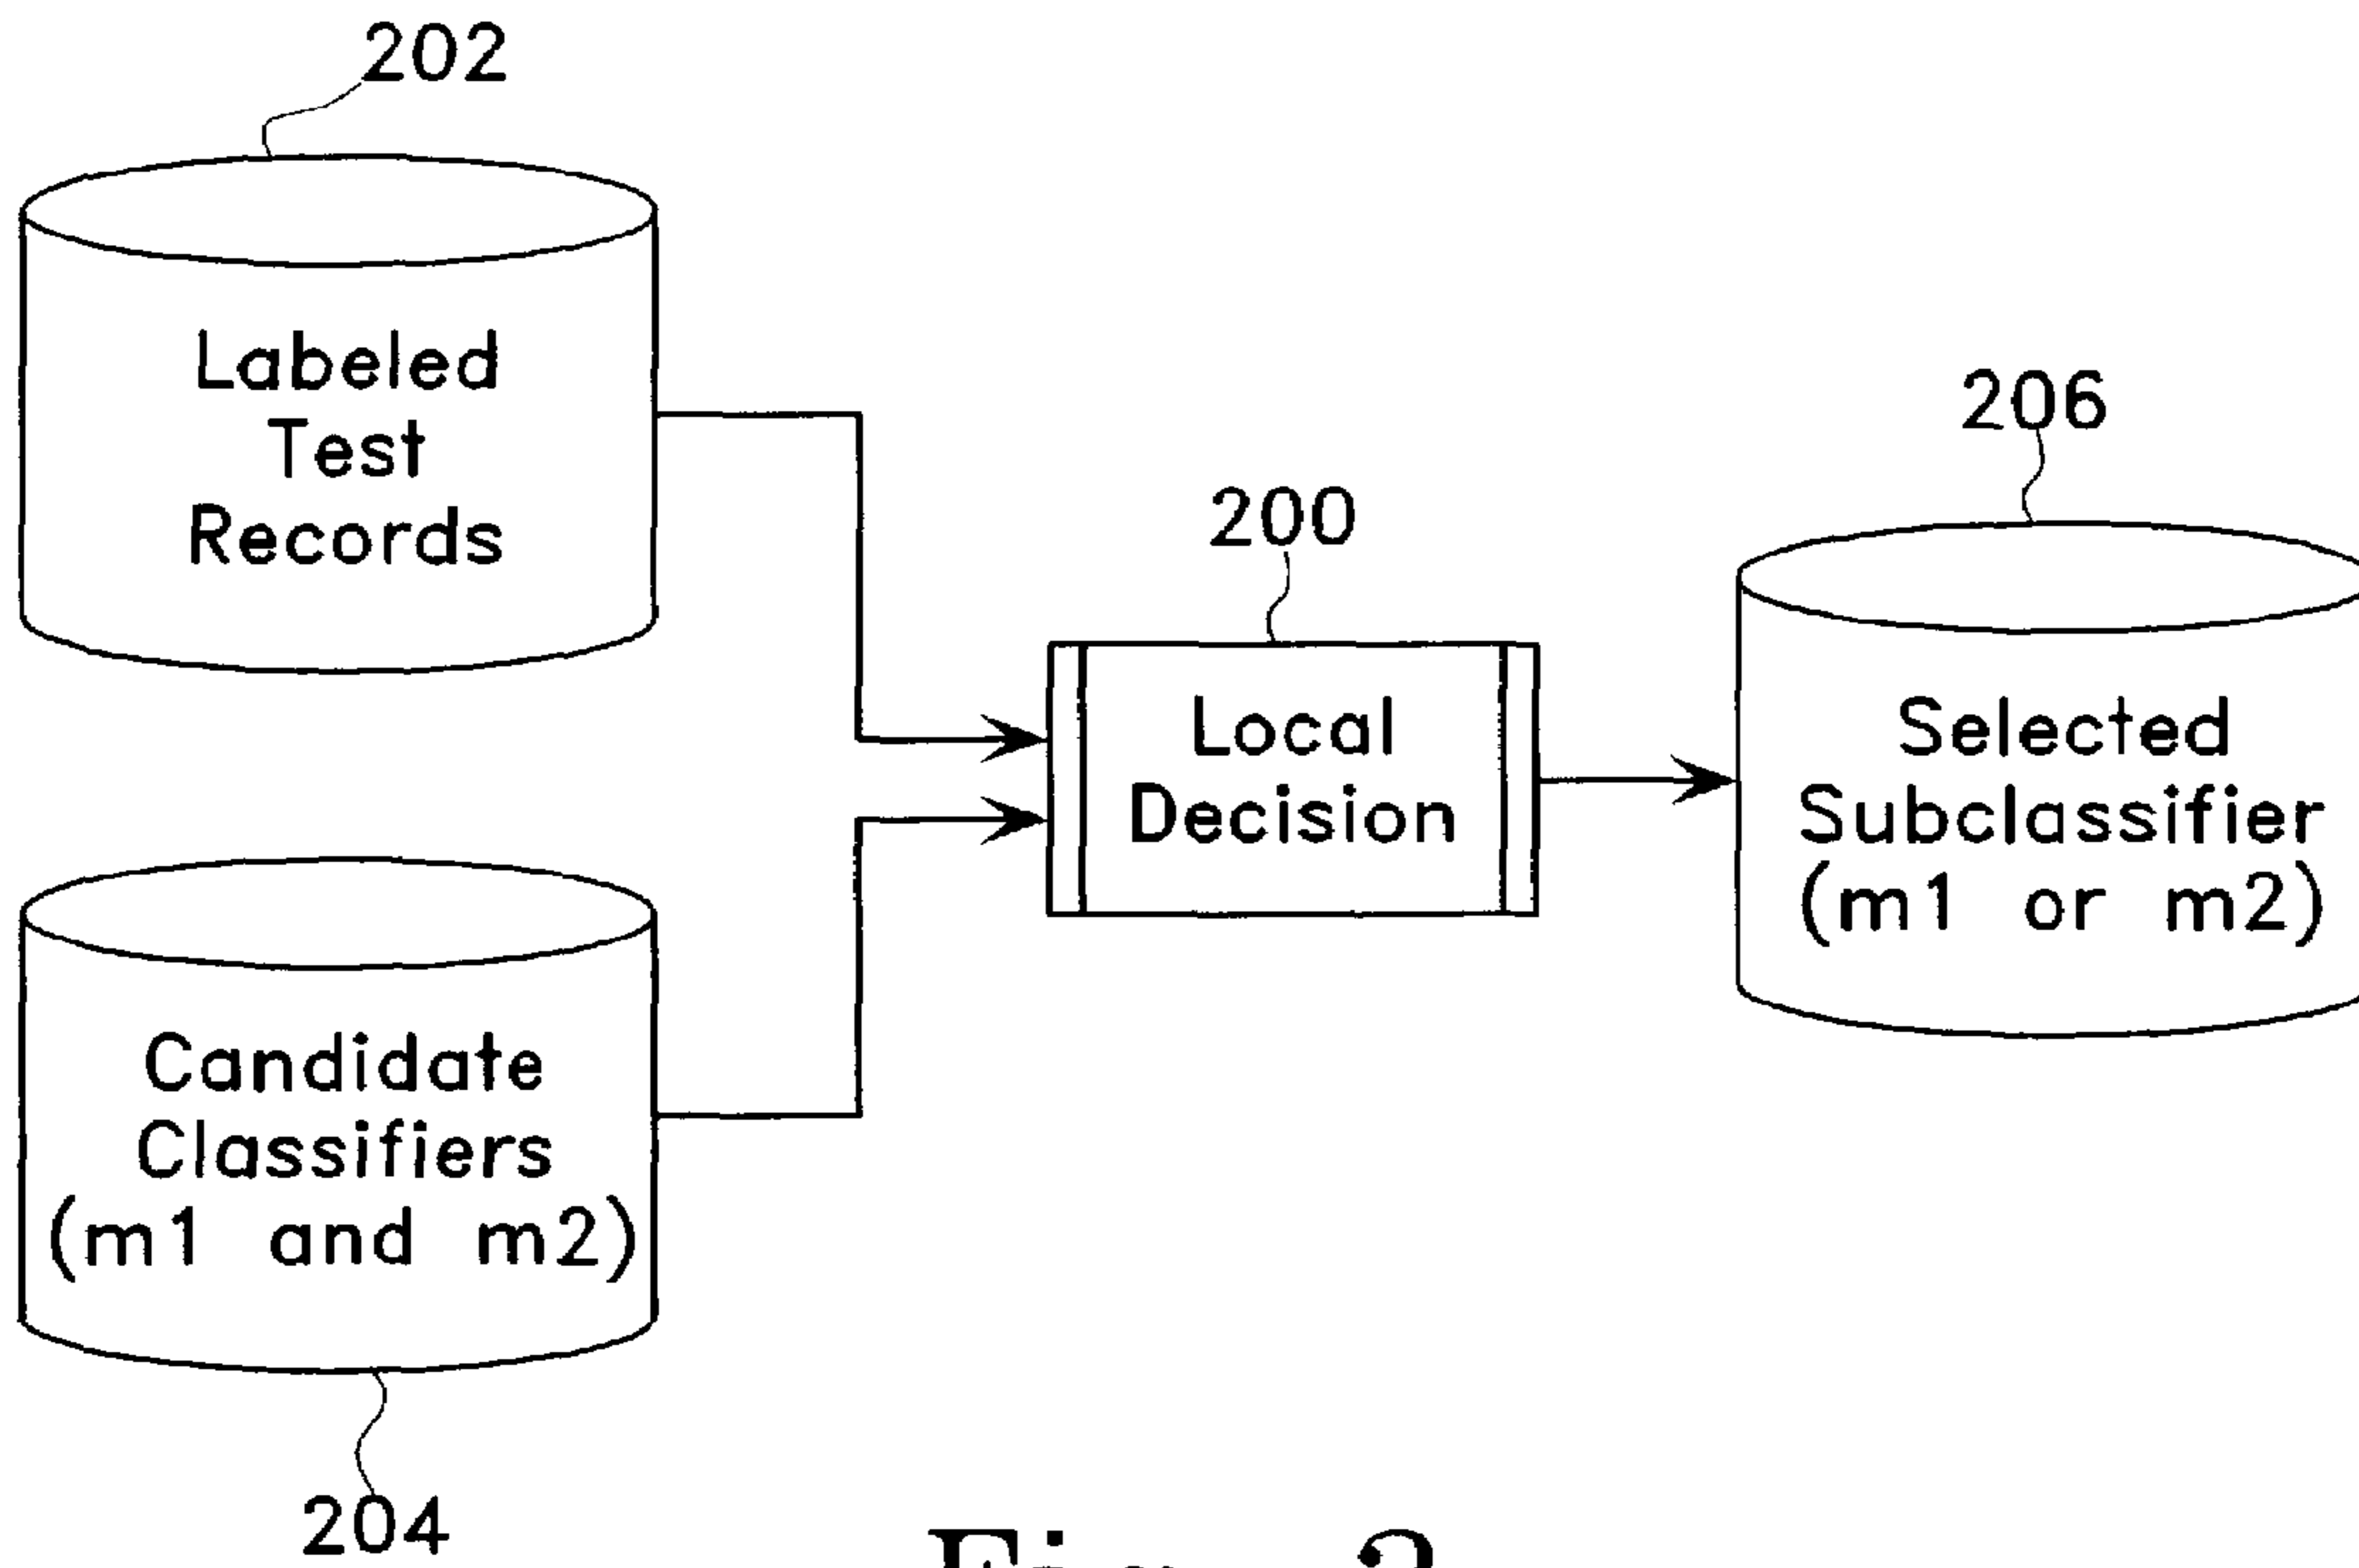 202
Labeled
Test
Records
206
200
Local
Decision
Selected
Subclassifier
(m1 or m2)
Candidate
Classifiers
(m1 and m2)
204